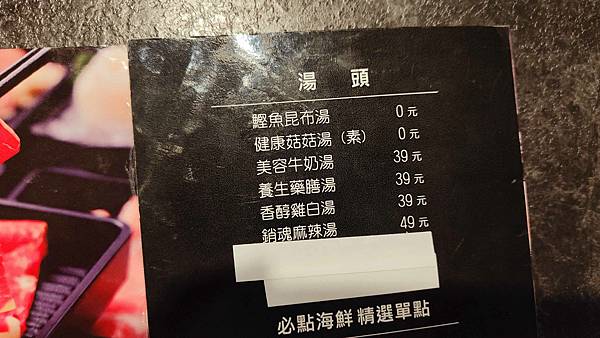 湯 頭
鰹魚昆布湯 0元
健康菇菇湯（素） 0元
美容牛奶湯 39元
養生藥膳湯 39元
香醇雞白湯 39元
銷魂麻辣湯 49元
必點海鮮 精選單點